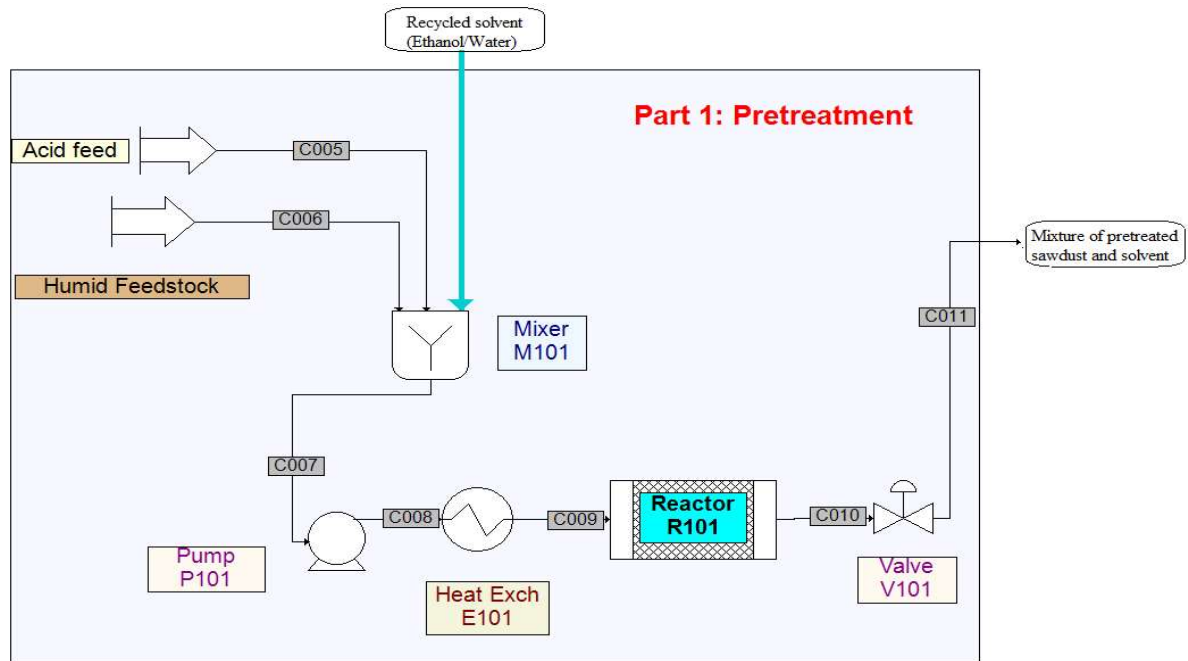 Recycled solvent
(Ethanol/Water)
Part 1: Pretreatment
Acid feed
C005
C006
Humid Feedstock
Mixture of pretreated
sawdust and solvent
C011
Mixer
M101
C007
C008
C009
Reactor
R101
C010
Pump
P101
Heat Exch
E101
Valve
V101